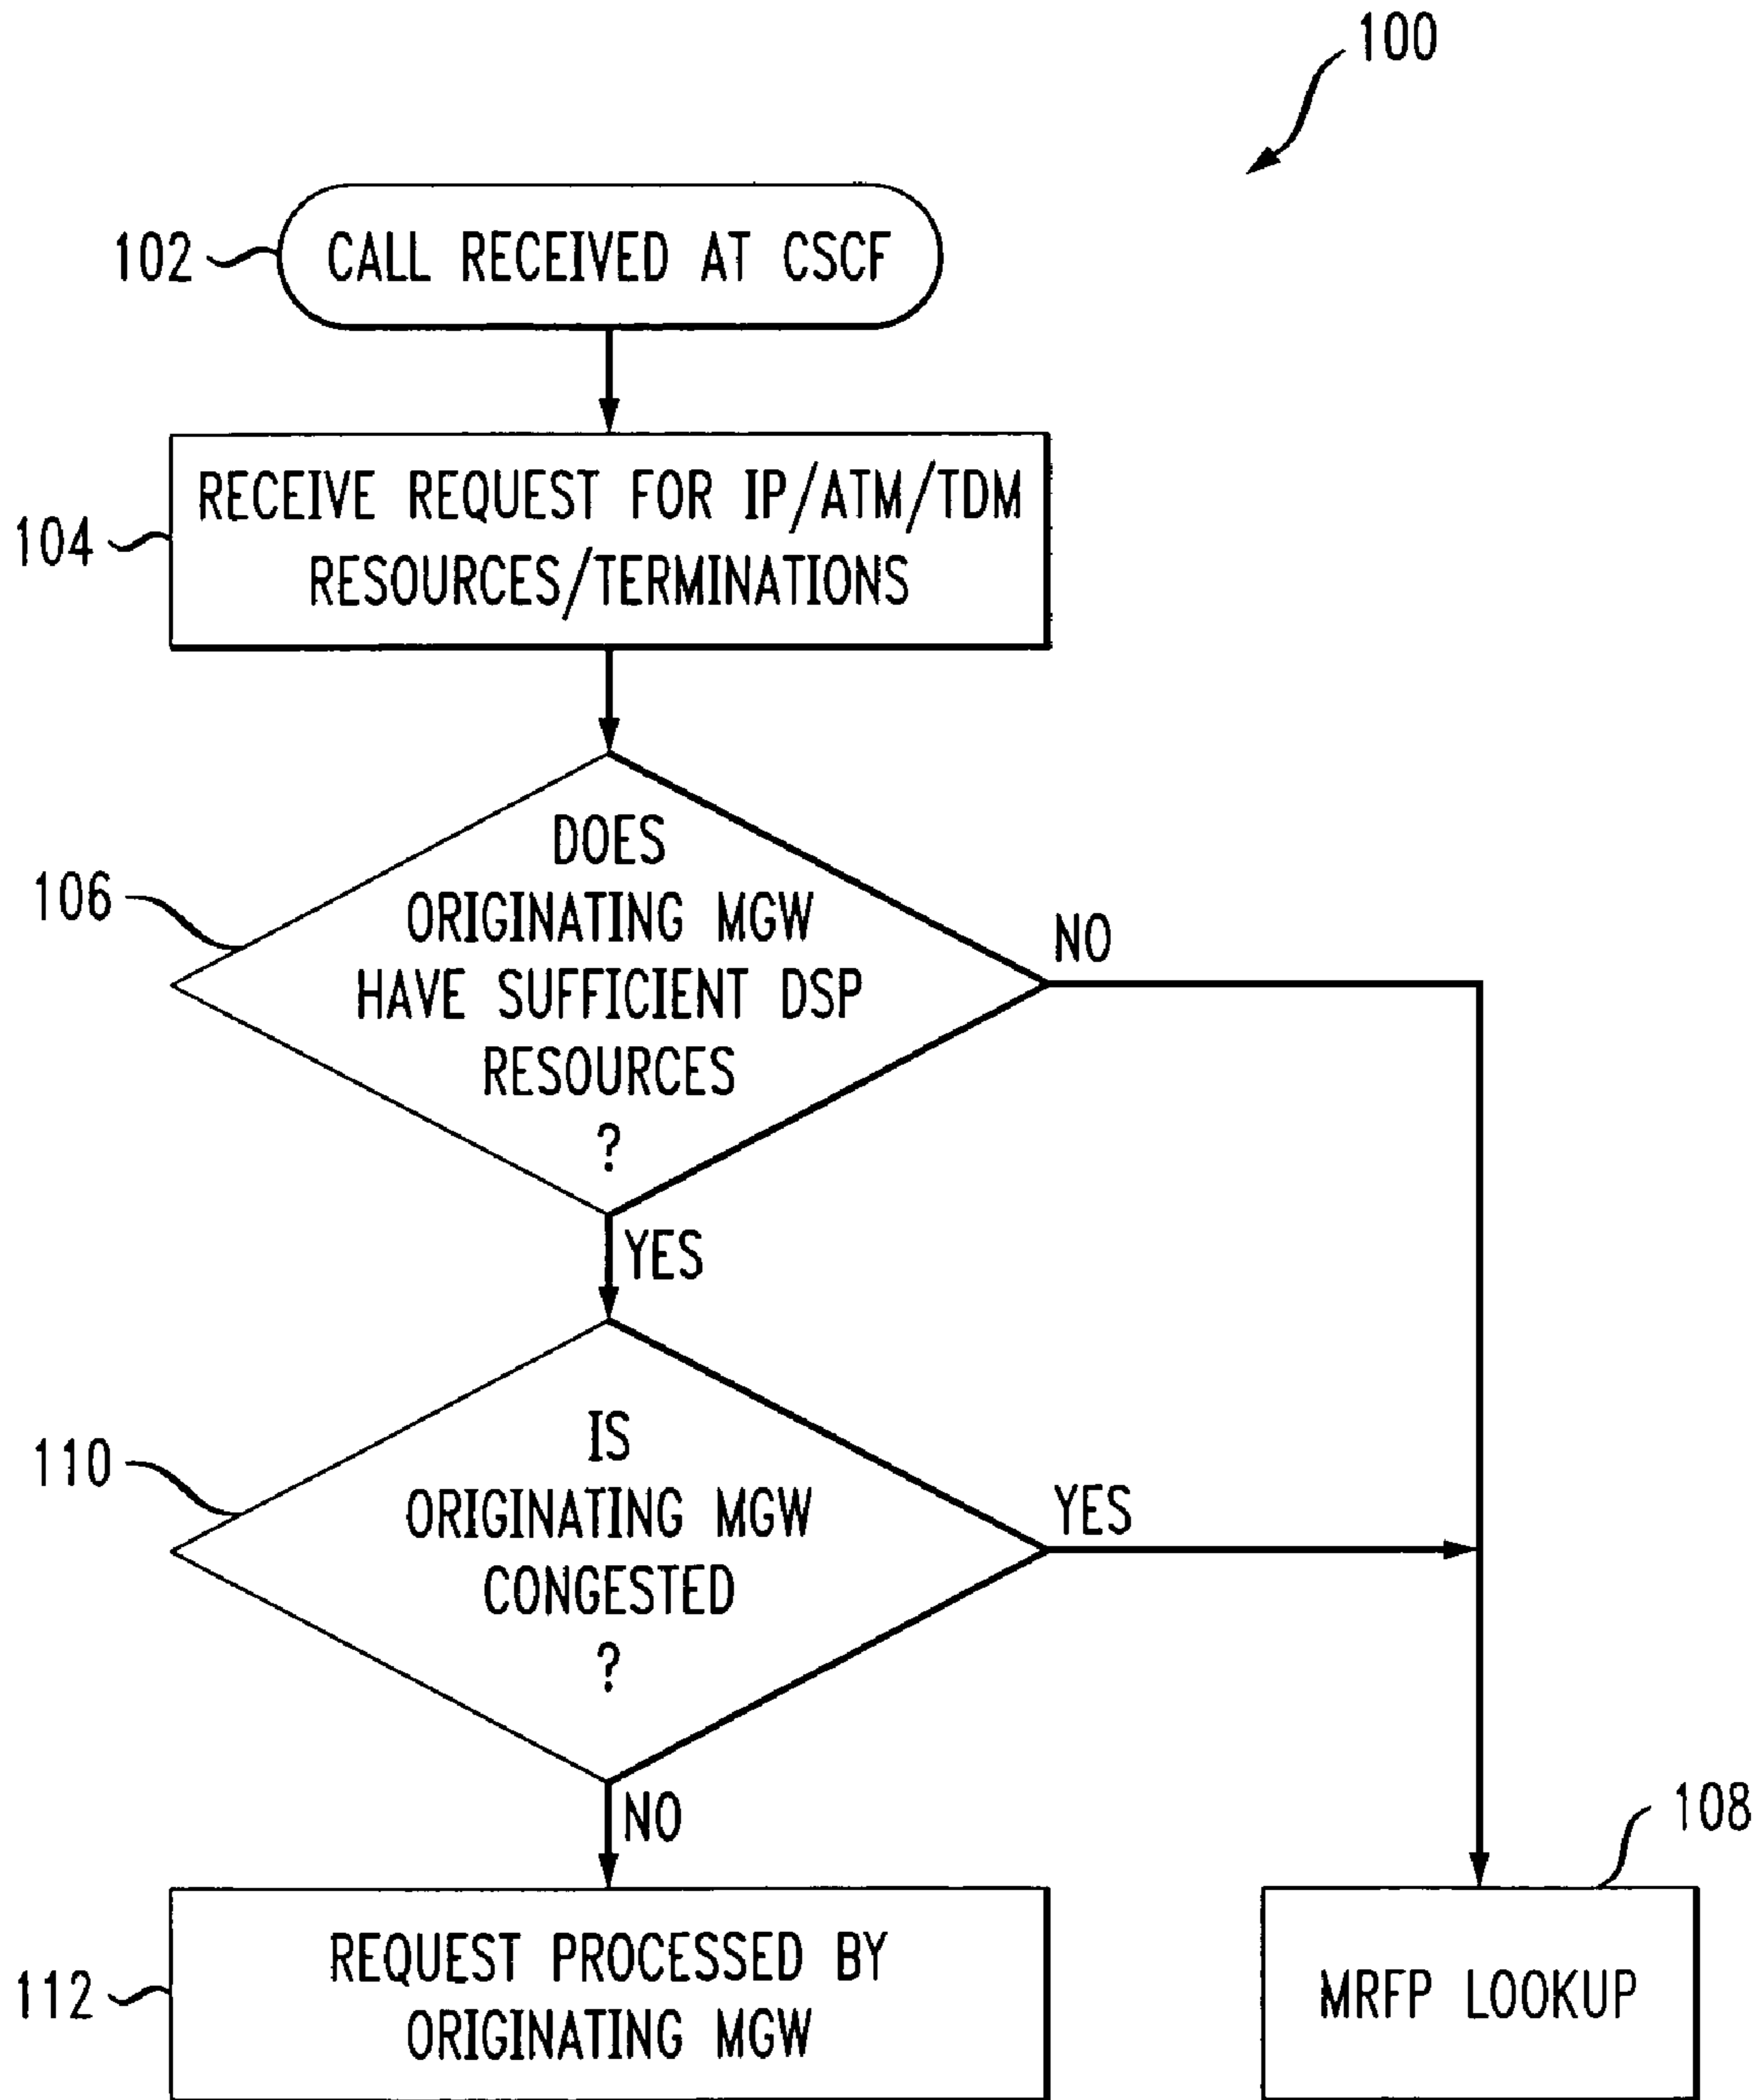 100
102
CALL RECEIVED AT CSCF
104
RECEIVE REQUEST FOR IP/ATM/TDM
RESOURCES/TERMINATIONS
106
DOES
ORIGINATING MGW
HAVE SUFFICIENT DSP
RESOURCES
?
NO
YES
110
IS
ORIGINATING MGW
CONGESTED
?
YES
NO
112
REQUEST PROCESSED BY
ORIGINATING MGW
108
MRFP LOOKUP